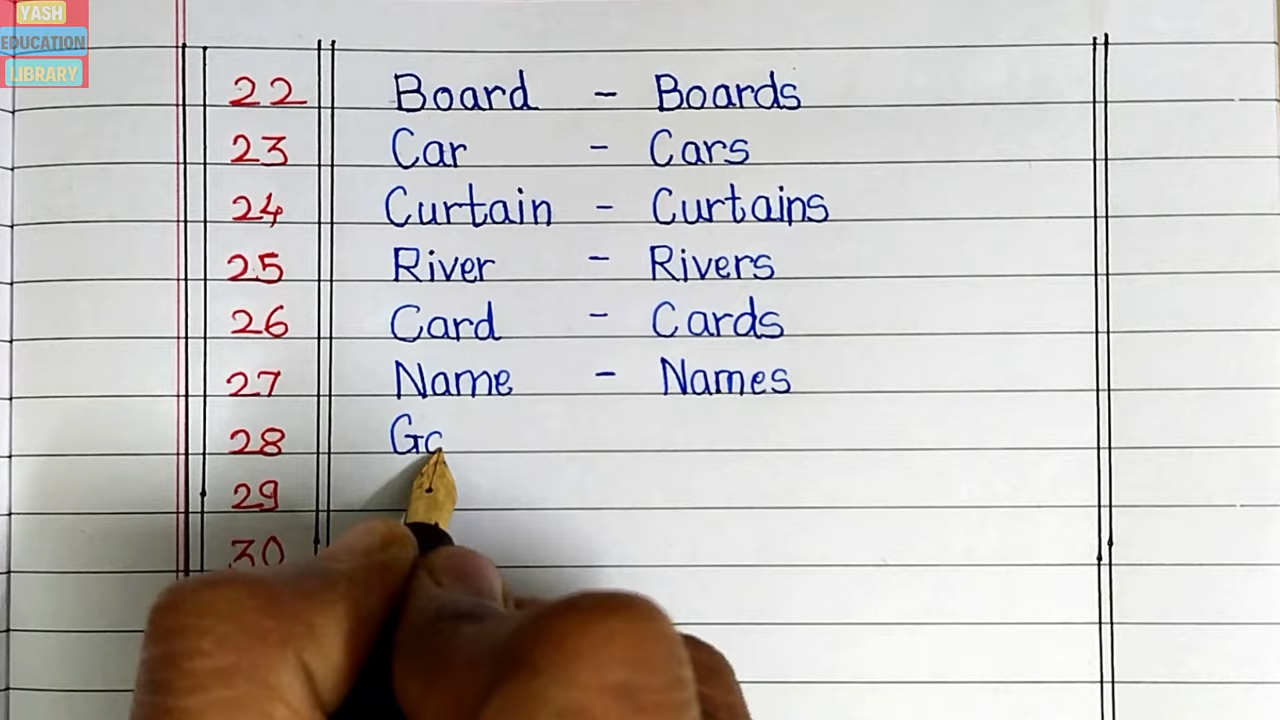 YASH
EDUCATION
LIBRARY
22 Board - Boards
23 Car - Cars
24 Curtain - Curtains
25 River - Rivers
26 Card - Cards
27 Name - Names
28
29
30